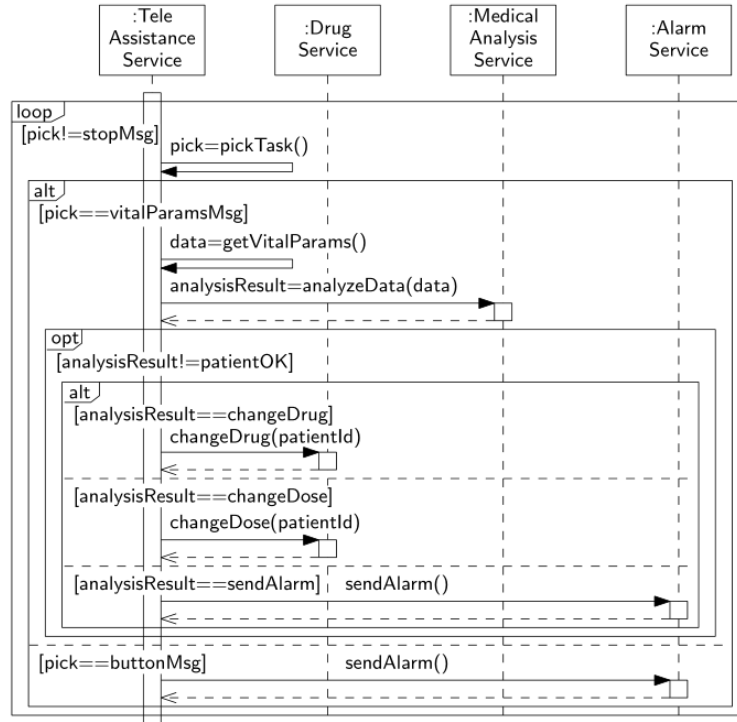 :Tele
Assistance
Service
:Drug
Service
:Medical
Analysis
Service
:Alarm
Service
loop
[pick!=stopMsg]
pick=pickTask()
alt
[pick==vitalParamsMsg]
data=getVitalParams()
analysisResult=analyzeData(data)
opt
[analysisResult!=patientOK]
alt
[analysisResult==changeDrug]
changeDrug(patientId)
[analysisResult==changeDose]
changeDose(patientId)
[analysisResult==sendAlarm] sendAlarm()
[pick==buttonMsg] sendAlarm()